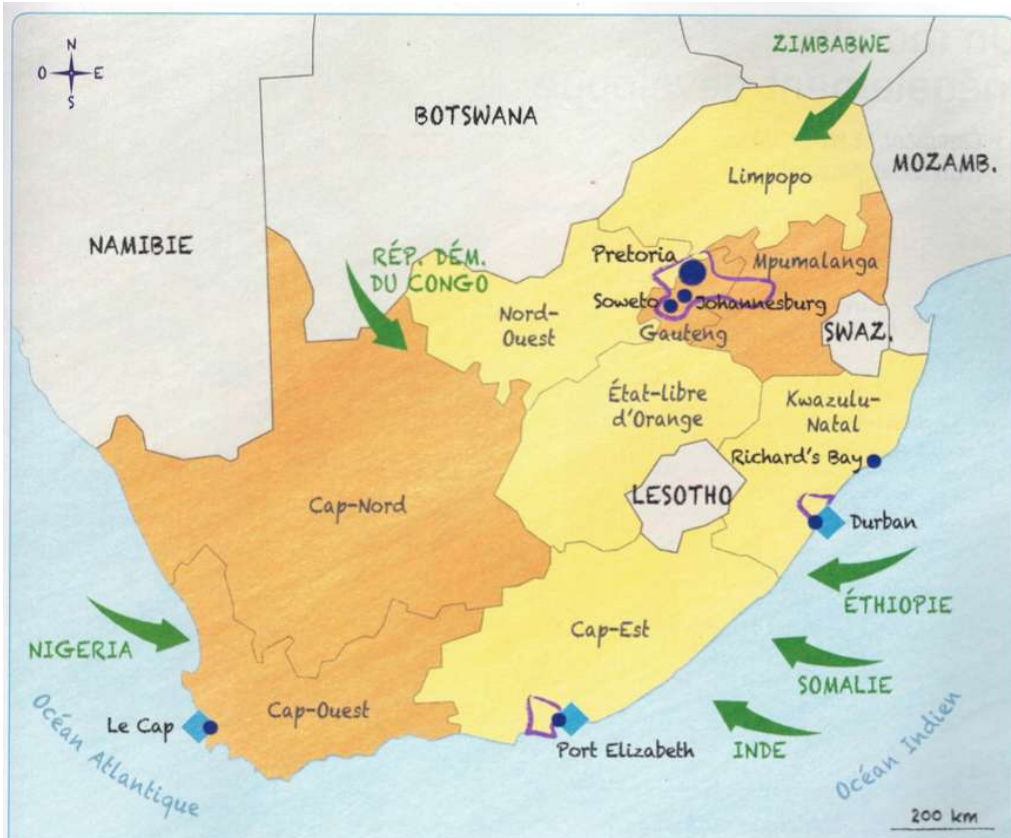 ZIMBABWE
N
O E
S
BOTSWANA
MOZAMB.
Limpopo
NAMIBIE
RÉP. DÉM.
DU CONGO
Pretoria
Mpumalanga
Soweto
Johannesburg
Nord-
Ouest
Gauteng
SWAZ.
État-libre
d'Orange
Kwazulu-
Natal
Richard's Bay
LESOTHO
Cap-Nord
Durban
ÉTHIOPIE
Cap-Est
NIGERIA
SOMALIE
Cap-Ouest
Le Cap
Océan Atlantique
Port Elizabeth
INDE
Océan Indien
200 km